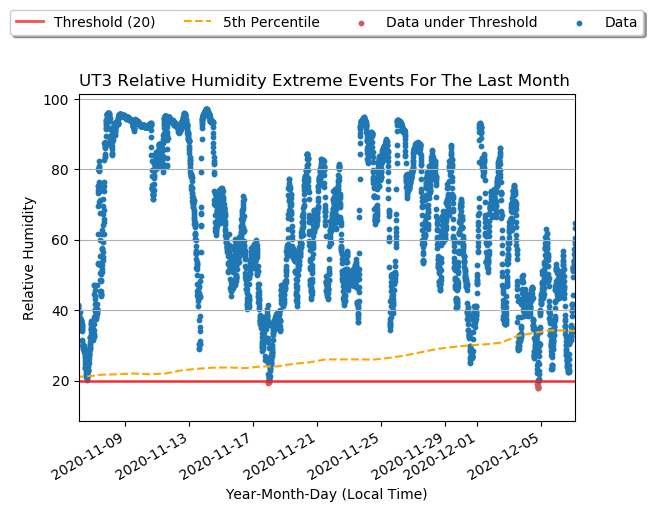 Threshold (20) 5th Percentile Data under Threshold Data
UT3 Relative Humidity Extreme Events For The Last Month
100
80
60
40
20
Relative Humidity
2020-11-09 2020-11-13 2020-11-17 2020-11-21 2020-11-25 2020-11-29 2020-12-01 2020-12-05
Year-Month-Day (Local Time)